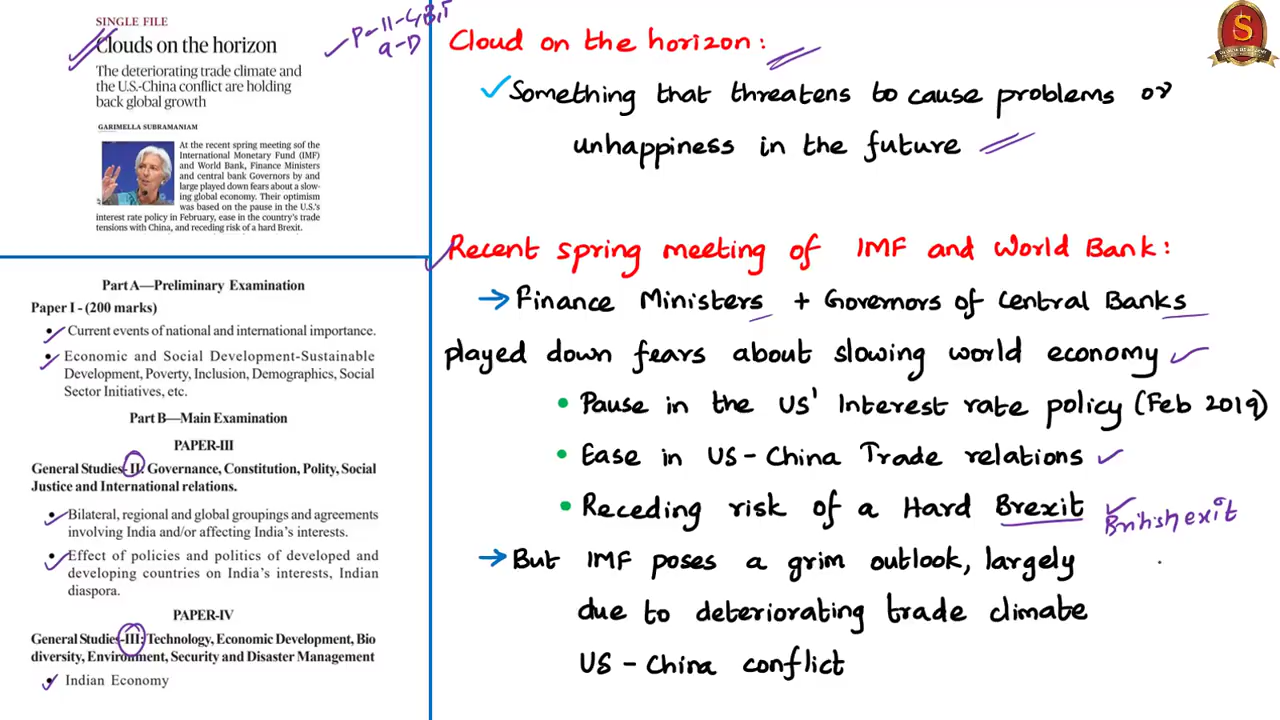 SINGLE FILE
Clouds on the horizon
The deteriorating trade climate and
the U.S.-China conflict are holding
back global growth
GARIMELLA SUBRAMANIAM
At the recent spring meeting sof the
International Monetary Fund (IMF)
and World Bank, Finance Ministers
and central bank Governors by and
large played down fears about a slow-
ing global economy. Their optimism
was based on the pause in the U.S.'s
interest rate policy in February, ease in the country's trade
tensions with China, and receding risk of a hard Brexit.
Part A—Preliminary Examination
Paper I - (200 marks)
• Current events of national and international importance.
• Economic and Social Development-Sustainable
Development, Poverty, Inclusion, Demographics, Social
Sector Initiatives, etc.
Part B—Main Examination
PAPER-III
General Studies-II: Governance, Constitution, Polity, Social
Justice and International relations.
• Bilateral, regional and global groupings and agreements
involving India and/or affecting India's interests.
• Effect of policies and politics of developed and
developing countries on India's interests, Indian
diaspora.
PAPER-IV
General Studies-III: Technology, Economic Development, Bio
diversity, Environment, Security and Disaster Management
• Indian Economy
Cloud on the horizon:
Something that threatens to cause problems or
unhappiness in the future
Recent spring meeting of IMF and World Bank:
→ Finance Ministers + Governors of Central Banks
played down fears about slowing world economy
• Pause in the US' Interest rate policy (Feb 2019)
• Ease in US-China Trade relations
• Receding risk of a Hard Brexit
British exit
→ But IMF poses a grim outlook, largely
due to deteriorating trade climate
US-China conflict
S